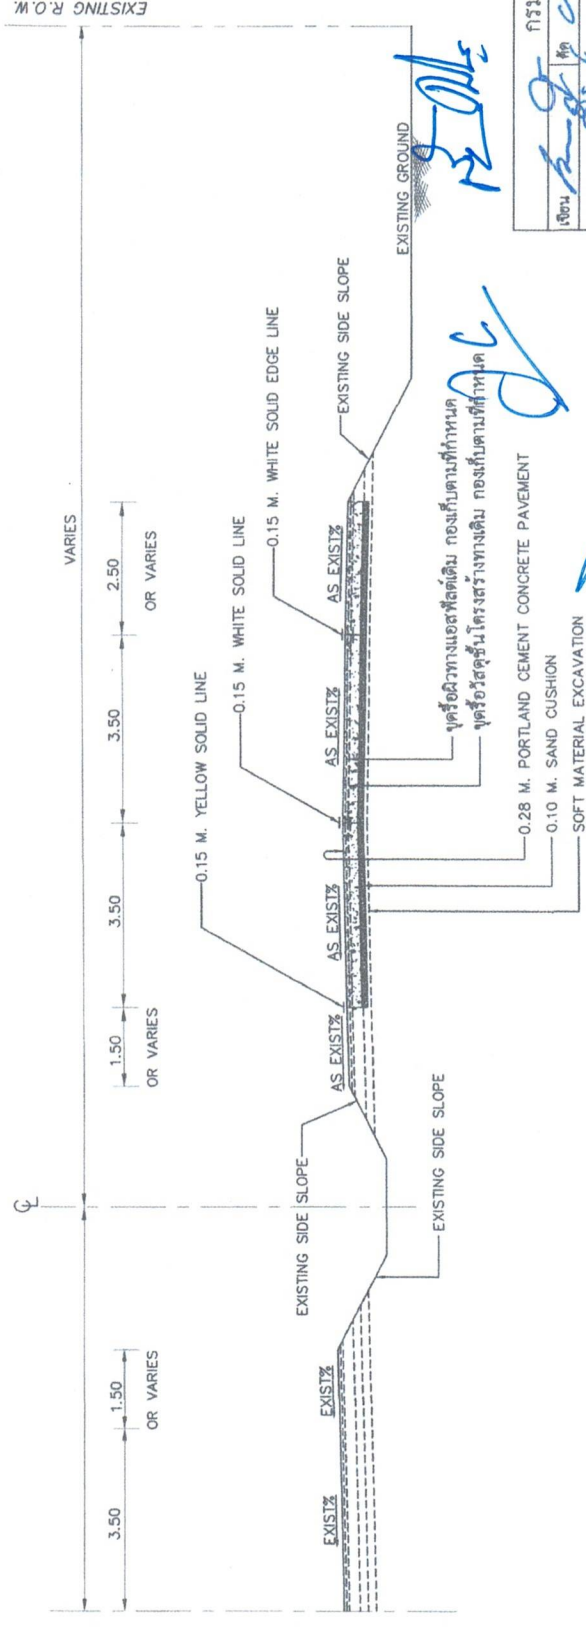 EXISTING R.O.W.
℄
VARIES
3.50
1.50
OR VARIES
1.50
OR VARIES
3.50
3.50
2.50
OR VARIES
0.15 M. YELLOW SOLID LINE
0.15 M. WHITE SOLID LINE
0.15 M. WHITE SOLID EDGE LINE
EXIST%
EXIST%
AS EXIST%
AS EXIST%
AS EXIST%
AS EXIST%
EXISTING SIDE SLOPE
EXISTING SIDE SLOPE
EXISTING SIDE SLOPE
EXISTING GROUND
ขุดรื้อผิวทางแอสฟัลต์เดิม กองเก็บตามที่กำหนด
ขุดรื้อวัสดุชั้นโครงสร้างทางเดิม กองเก็บตามที่กำหนด
0.28 M. PORTLAND CEMENT CONCRETE PAVEMENT
0.10 M. SAND CUSHION
SOFT MATERIAL EXCAVATION
กรม
เขียน
คัด